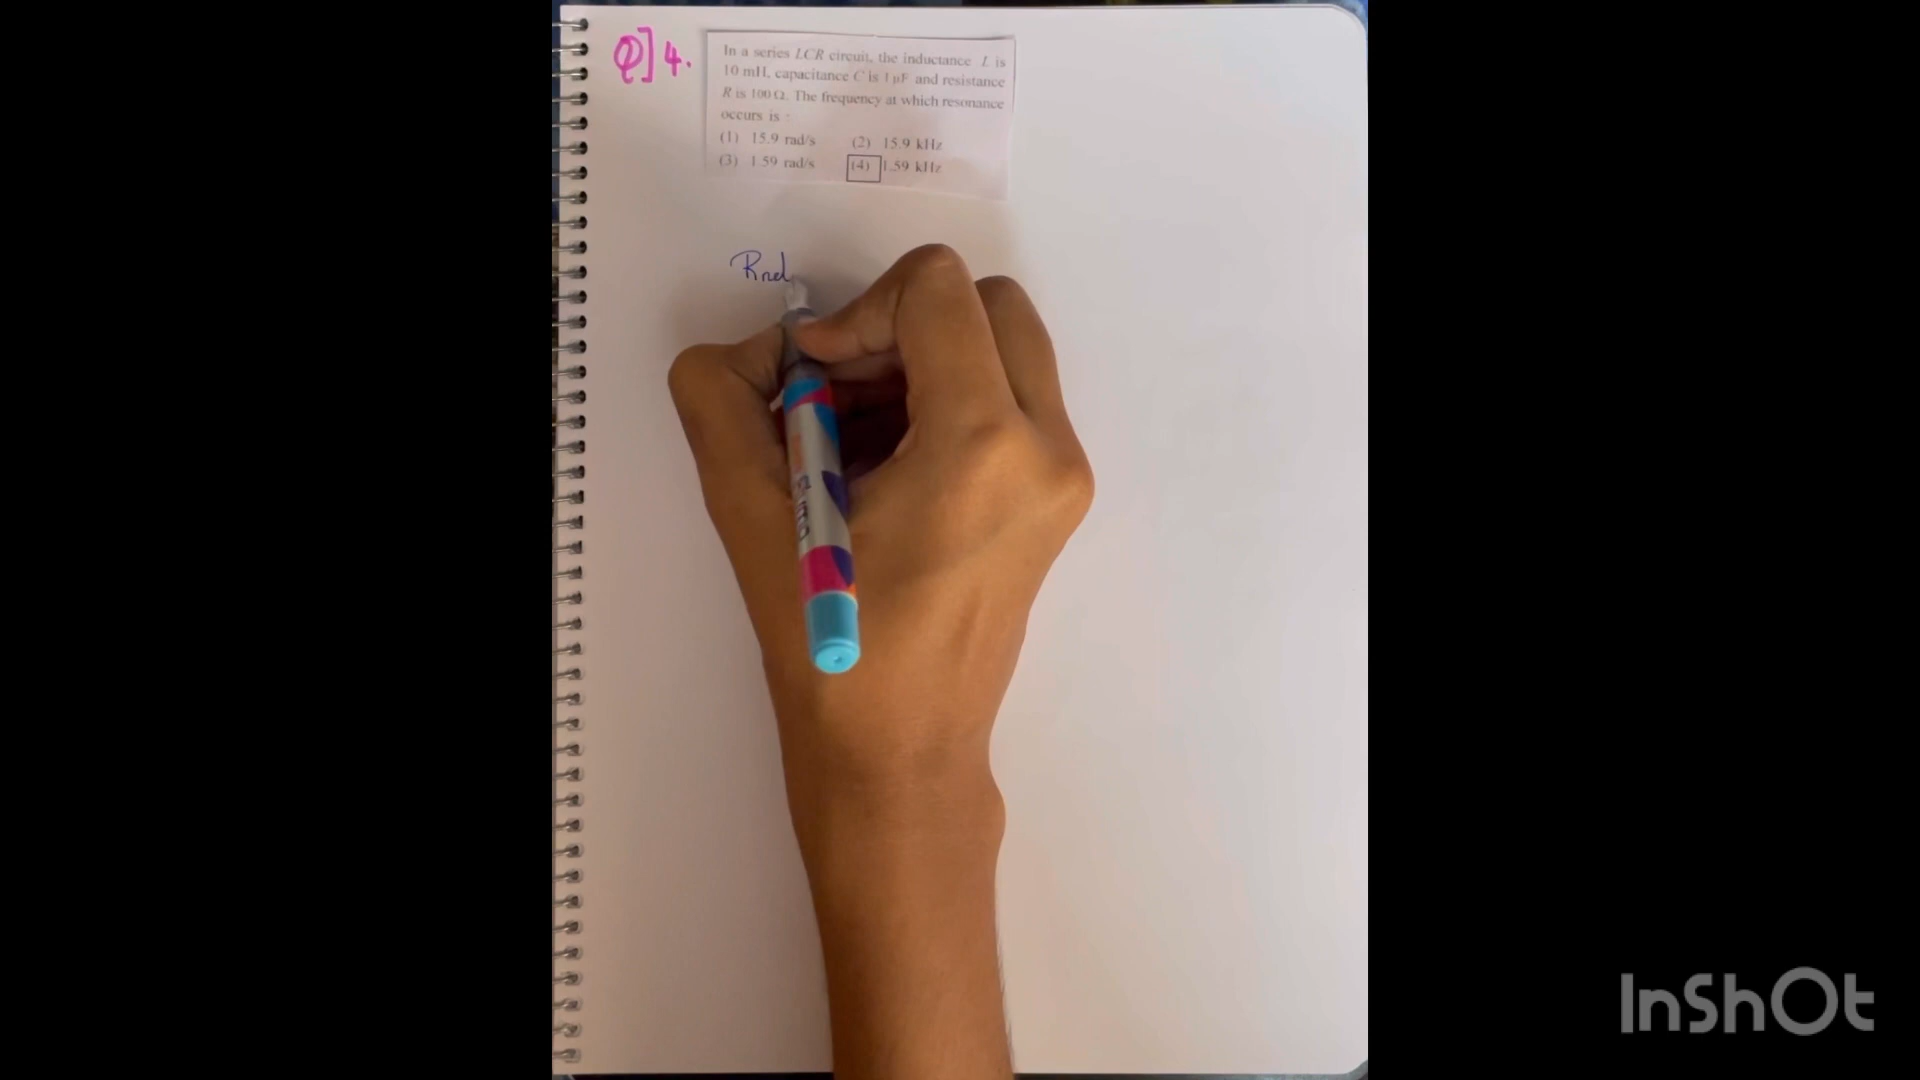 Q] 4.
In a series LCR circuit, the inductance L is
10 mH, capacitance C is 1 μF and resistance
R is 100 Ω. The frequency at which resonance
occurs is :
(1) 15.9 rad/s (2) 15.9 kHz
(3) 1.59 rad/s (4) 1.59 kHz
InShOt